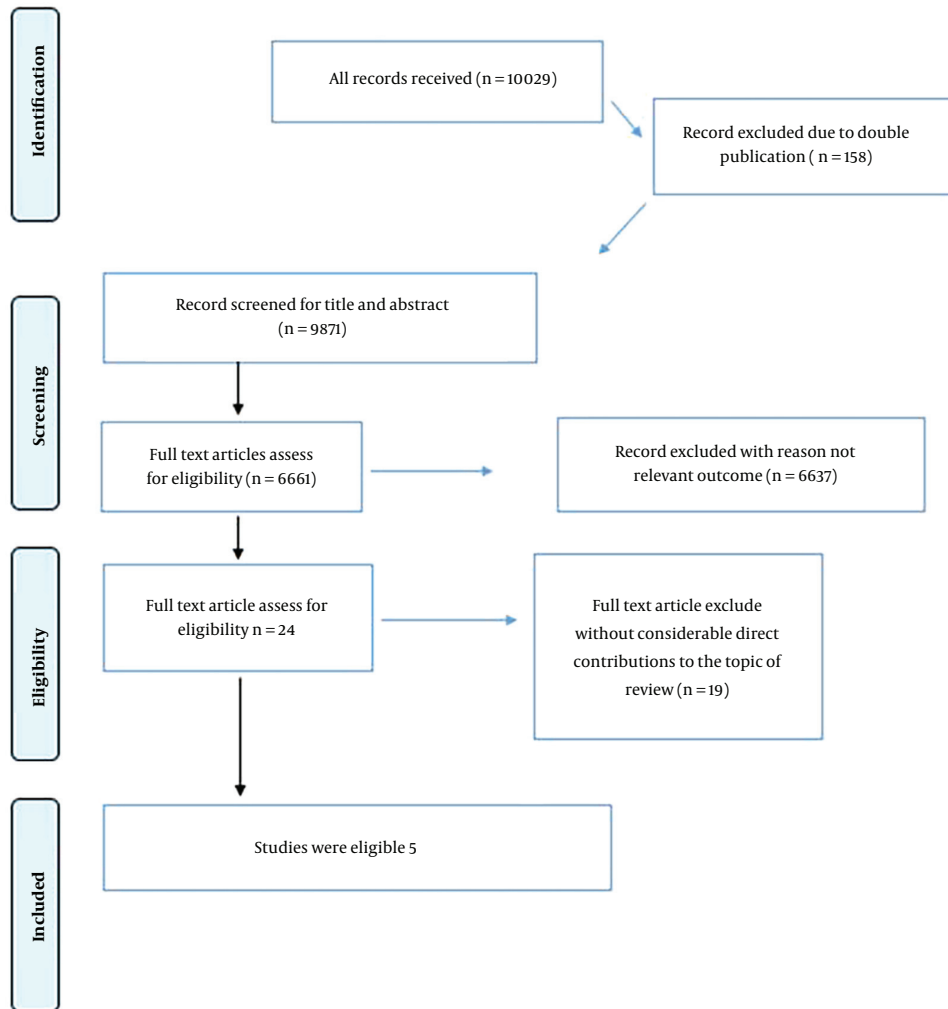 Identification
All records received (n = 10029)
Record excluded due to double
publication ( n = 158)
Screening
Record screened for title and abstract
(n = 9871)
Full text articles assess
for eligibility (n = 6661)
Record excluded with reason not
relevant outcome (n = 6637)
Eligibility
Full text article assess for
eligibility n = 24
Full text article exclude
without considerable direct
contributions to the topic of
review (n = 19)
Included
Studies were eligible 5